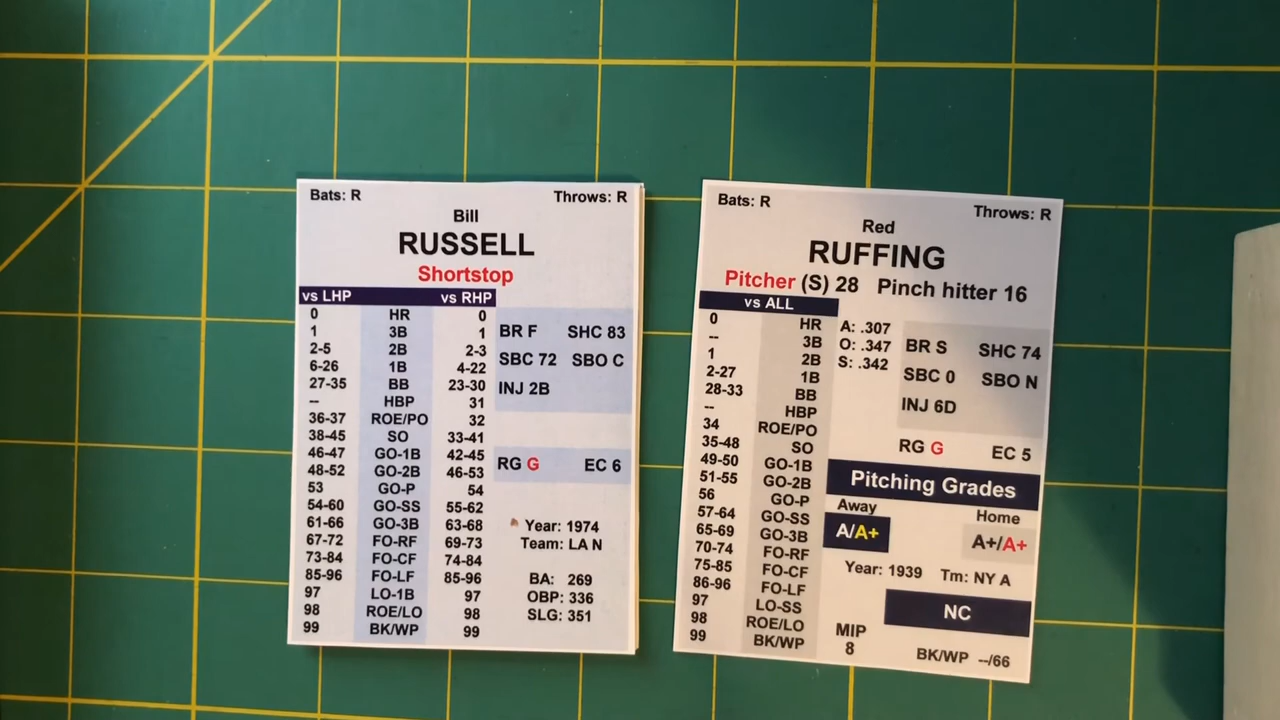 Bats: R Throws: R
Bill
RUSSELL
Shortstop
vs LHP vs RHP
0 HR 0
1 3B 1
2-5 2B 2-3
6-26 1B 4-22
27-35 BB 23-30
-- HBP 31
36-37 ROE/PO 32
38-45 SO 33-41
46-47 GO-1B 42-45
48-52 GO-2B 46-53
53 GO-P 54
54-60 GO-SS 55-62
61-66 GO-3B 63-68
67-72 FO-RF 69-73
73-84 FO-CF 74-84
85-96 FO-LF 85-96
97 LO-1B 97
98 ROE/LO 98
99 BK/WP 99
BR F SHC 83
SBC 72 SBO C
INJ 2B
RG G EC 6
Year: 1974
Team: LA N
BA: 269
OBP: 336
SLG: 351
Bats: R Throws: R
Red
RUFFING
Pitcher (S) 28 Pinch hitter 16
vs ALL
0 HR
-- 3B
1 2B
2-27 1B
28-33 BB
-- HBP
34 ROE/PO
35-48 SO
49-50 GO-1B
51-55 GO-2B
56 GO-P
57-64 GO-SS
65-69 GO-3B
70-74 FO-RF
75-85 FO-CF
86-96 FO-LF
97 LO-SS
98 ROE/LO
99 BK/WP
A: .307
O: .347
S: .342
BR S SHC 74
SBC 0 SBO N
INJ 6D
RG G EC 5
Pitching Grades
Away Home
A/A+ A+/A+
Year: 1939 Tm: NY A
NC
MIP
8
BK/WP --/66